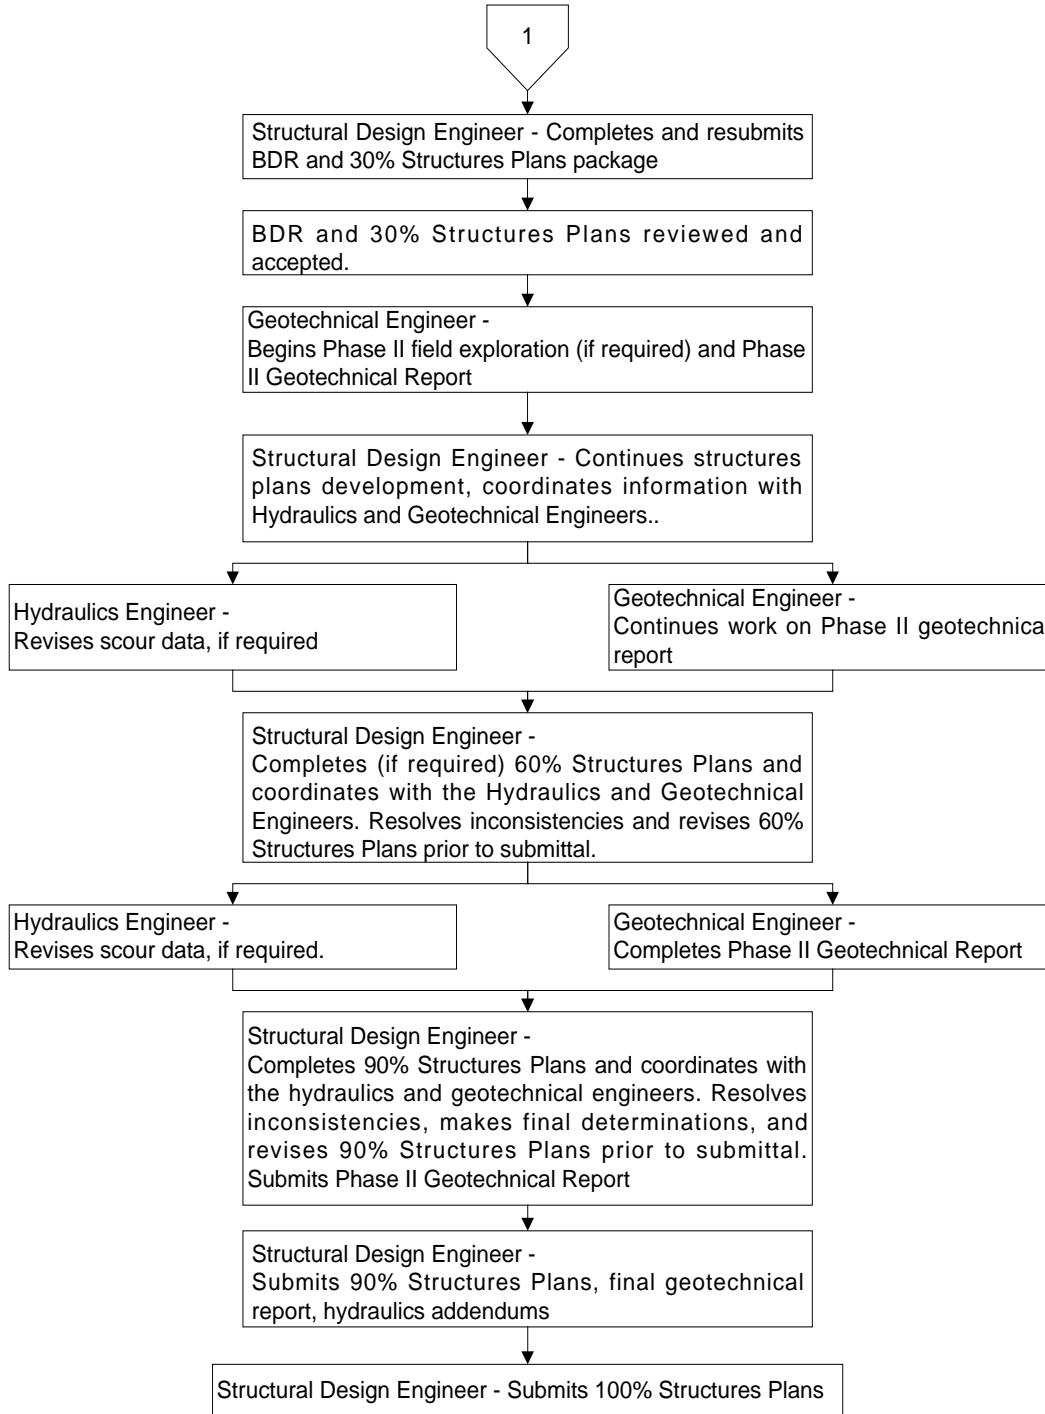 1
Structural Design Engineer - Completes and resubmits
BDR and 30% Structures Plans package
BDR and 30% Structures Plans reviewed and
accepted.
Geotechnical Engineer -
Begins Phase II field exploration (if required) and Phase
II Geotechnical Report
Structural Design Engineer - Continues structures
plans development, coordinates information with
Hydraulics and Geotechnical Engineers..
Hydraulics Engineer -
Revises scour data, if required
Geotechnical Engineer -
Continues work on Phase II geotechnica
report
Structural Design Engineer -
Completes (if required) 60% Structures Plans and
coordinates with the Hydraulics and Geotechnical
Engineers. Resolves inconsistencies and revises 60%
Structures Plans prior to submittal.
Hydraulics Engineer -
Revises scour data, if required.
Geotechnical Engineer -
Completes Phase II Geotechnical Report
Structural Design Engineer -
Completes 90% Structures Plans and coordinates with
the hydraulics and geotechnical engineers. Resolves
inconsistencies, makes final determinations, and
revises 90% Structures Plans prior to submittal.
Submits Phase II Geotechnical Report
Structural Design Engineer -
Submits 90% Structures Plans, final geotechnical
report, hydraulics addendums
Structural Design Engineer - Submits 100% Structures Plans